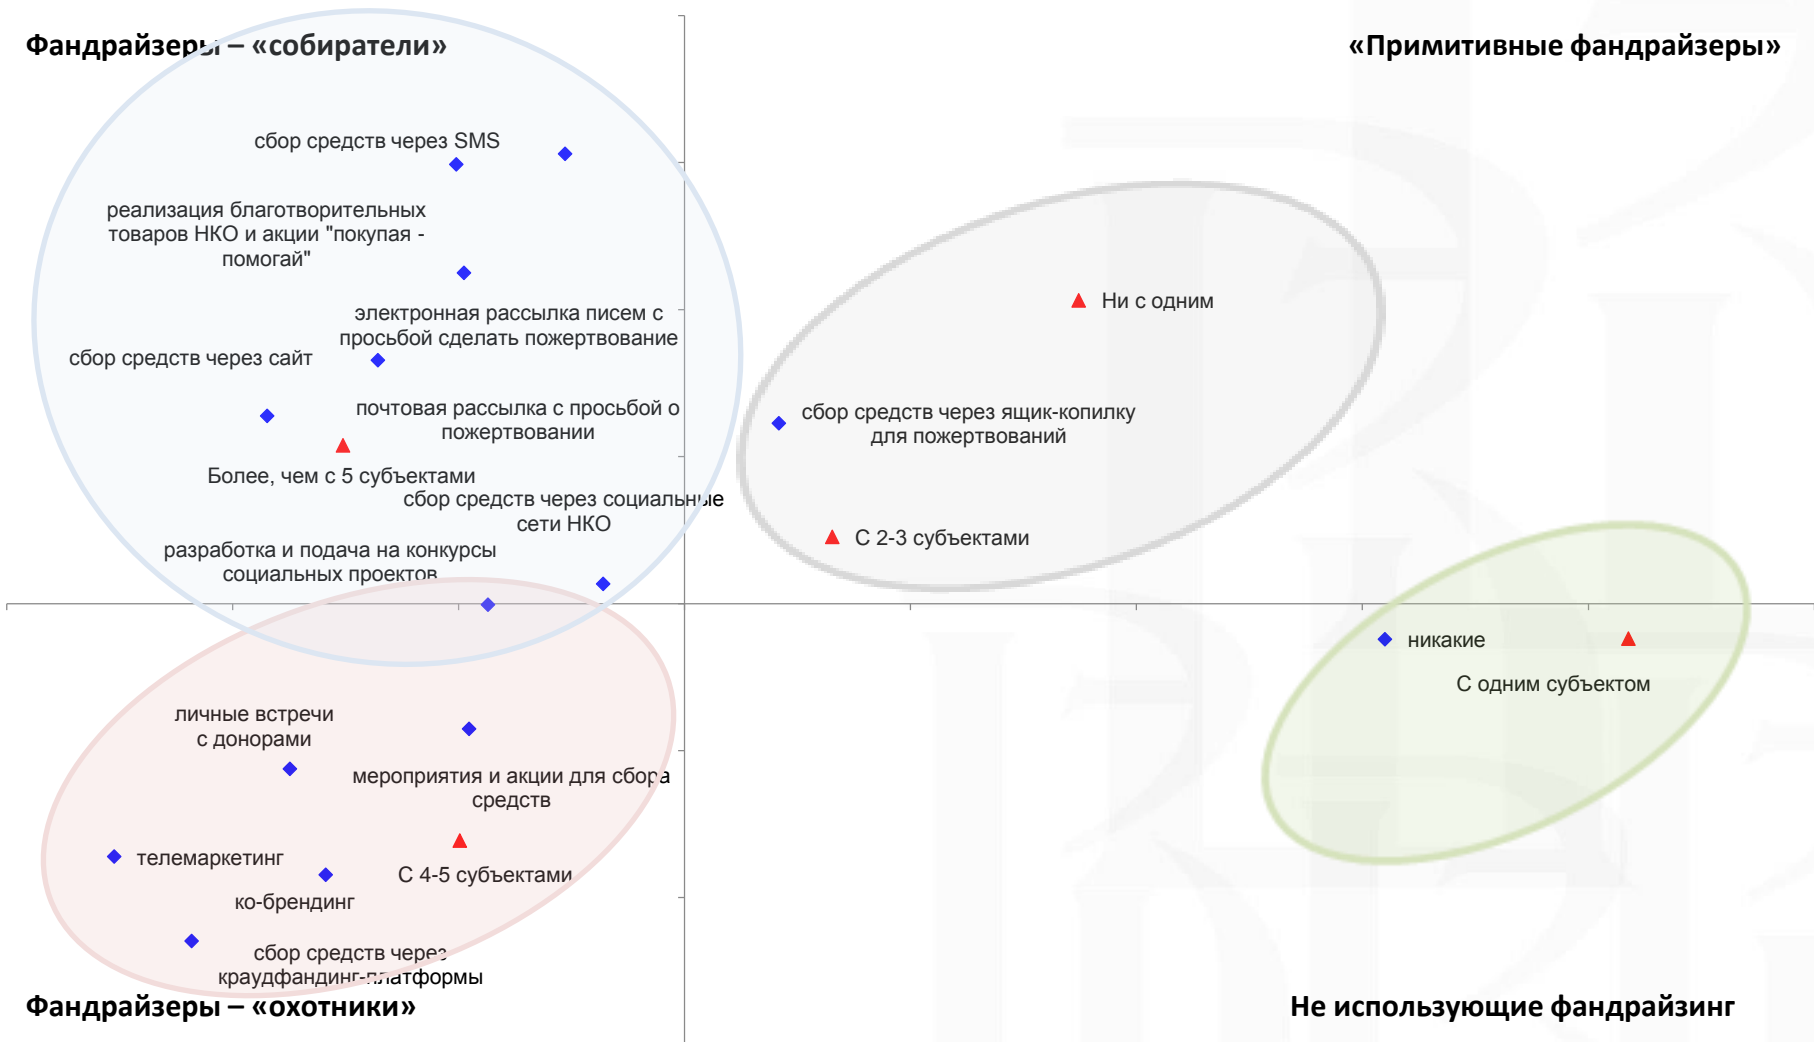 Фандрайзеры – «собиратели»
«Примитивные фандрайзеры»
сбор средств через SMS
реализация благотворительных
товаров НКО и акции "покупая -
помогай"
электронная рассылка писем с
просьбой сделать пожертвование
сбор средств через сайт
почтовая рассылка с просьбой о
пожертвовании
Более, чем с 5 субъектами
сбор средств через социальные
сети НКО
разработка и подача на конкурсы
социальных проектов
Ни с одним
сбор средств через ящик-копилку
для пожертвований
С 2-3 субъектами
никакие
С одним субъектом
личные встречи
с донорами
мероприятия и акции для сбора
средств
телемаркетинг
С 4-5 субъектами
ко-брендинг
сбор средств через
краудфандинг-платформы
Фандрайзеры – «охотники»
Не использующие фандрайзинг